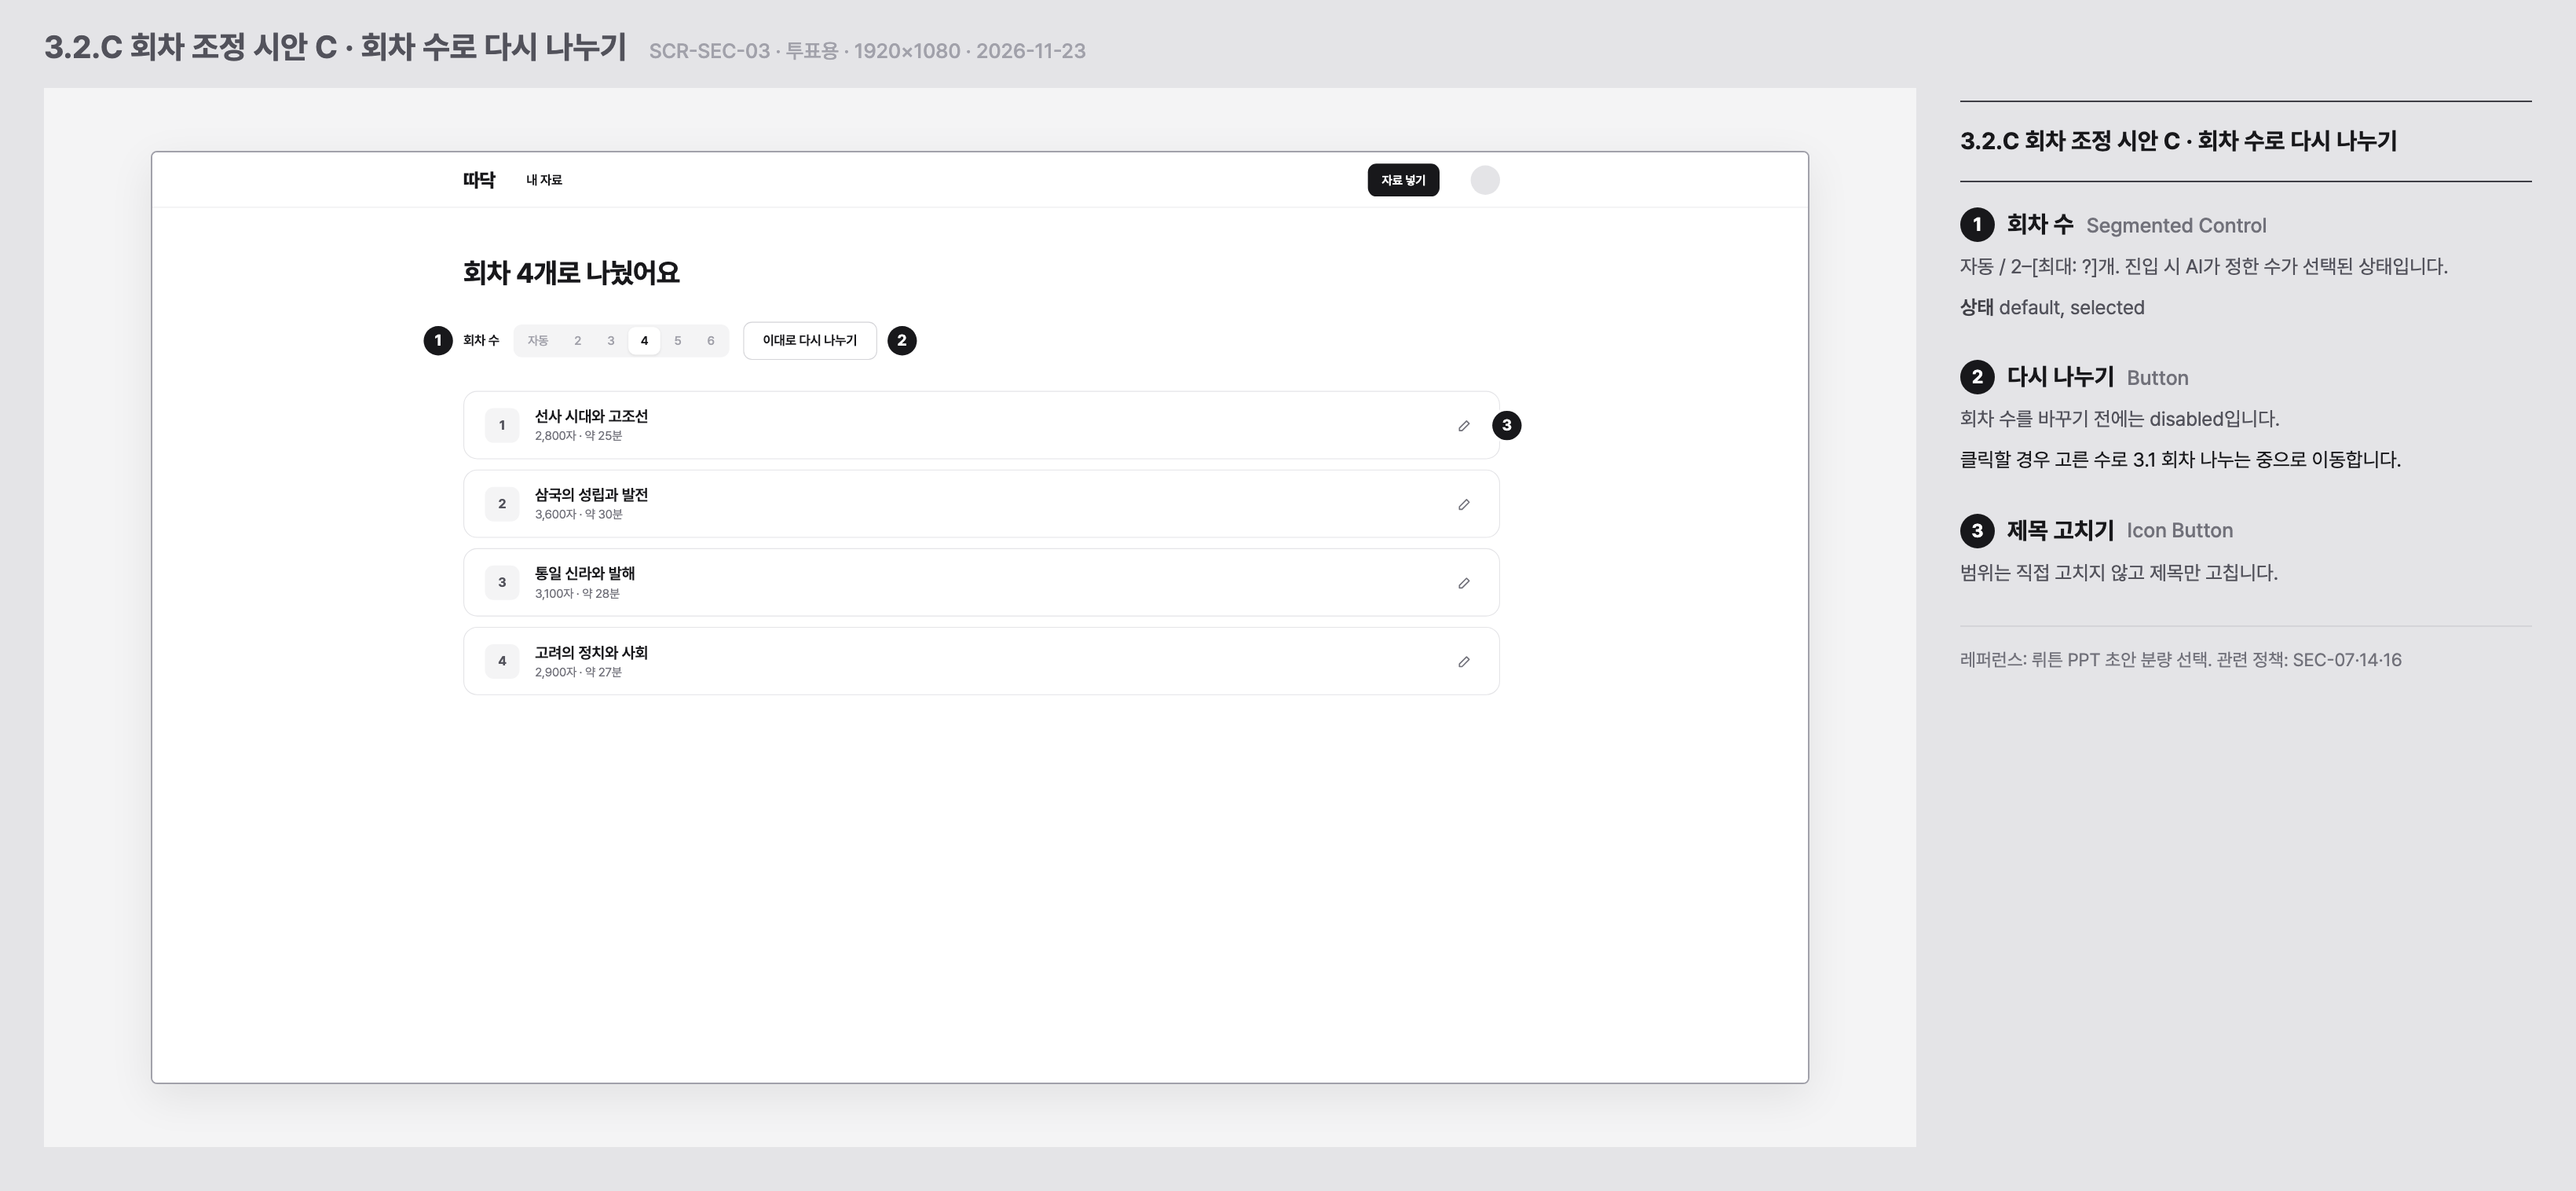 3.2.C 회차 조정 시안 C · 회차 수로 다시 나누기 SCR-SEC-03 · 투표용 · 1920×1080 · 2026-11-23
따닥 내 자료 자료 넣기
회차 4개로 나눴어요
1 회차 수 자동 2 3 4 5 6 이대로 다시 나누기 2
1 선사 시대와 고조선
2,800자 · 약 25분
3
2 삼국의 성립과 발전
3,600자 · 약 30분
3 통일 신라와 발해
3,100자 · 약 28분
4 고려의 정치와 사회
2,900자 · 약 27분
3.2.C 회차 조정 시안 C · 회차 수로 다시 나누기
1 회차 수 Segmented Control
자동 / 2–[최대: ?]개. 진입 시 AI가 정한 수가 선택된 상태입니다.
상태 default, selected
2 다시 나누기 Button
회차 수를 바꾸기 전에는 disabled입니다.
클릭할 경우 고른 수로 3.1 회차 나누는 중으로 이동합니다.
3 제목 고치기 Icon Button
범위는 직접 고치지 않고 제목만 고칩니다.
레퍼런스: 뤼튼 PPT 초안 분량 선택. 관련 정책: SEC-07·14·16